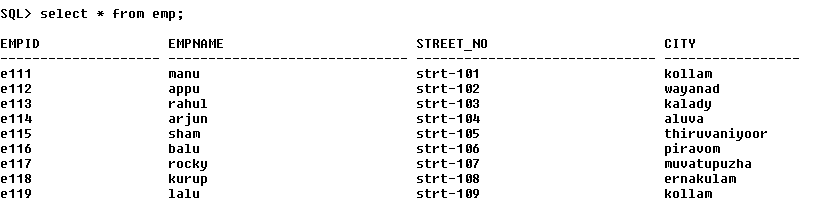 SQL> select * from emp;
EMPID EMPNAME STREET_NO CITY
-------------------- ------------------------------ ------------------------------ -----------------
e111 manu strt-101 kollam
e112 appu strt-102 wayanad
e113 rahul strt-103 kalady
e114 arjun strt-104 aluva
e115 sham strt-105 thiruvaniyoor
e116 balu strt-106 piravom
e117 rocky strt-107 muvatupuzha
e118 kurup strt-108 ernakulam
e119 lalu strt-109 kollam